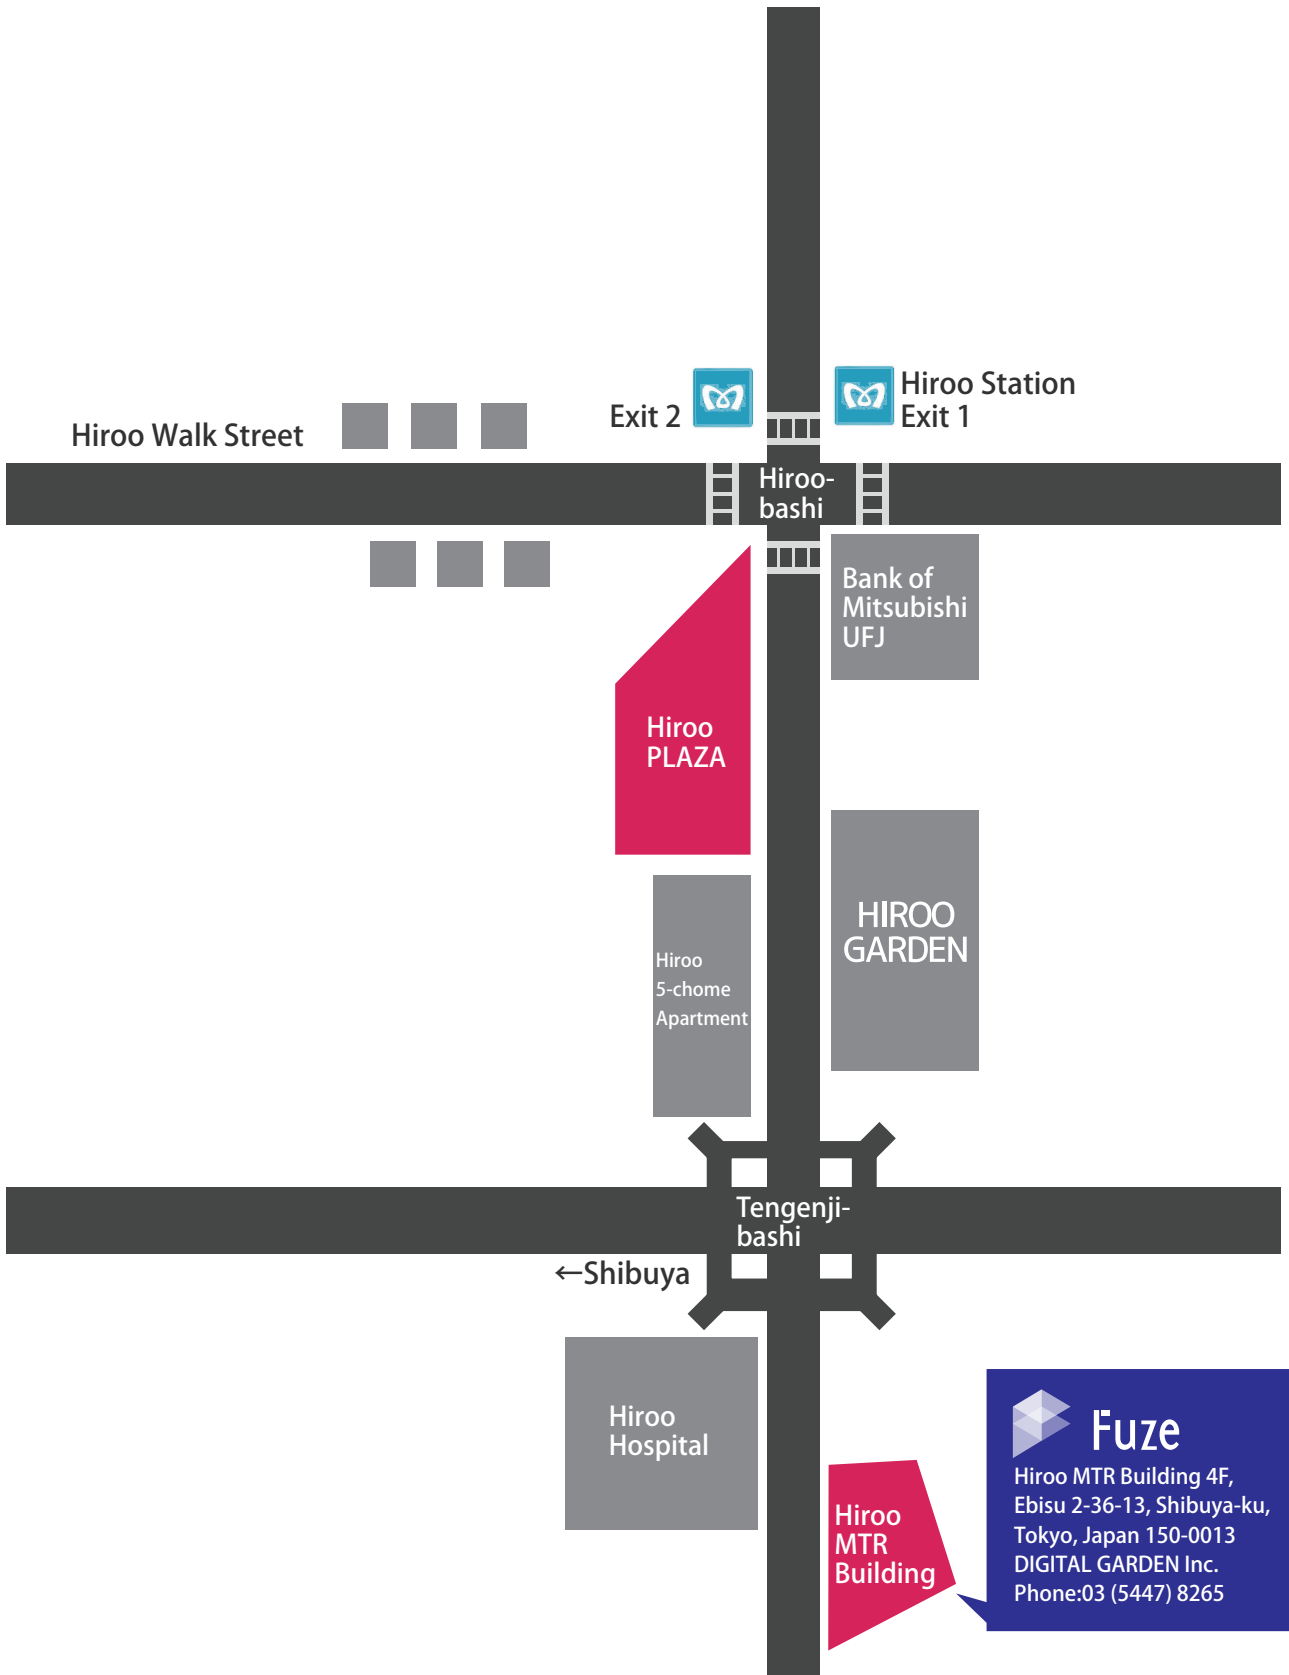 Hiroo Station
Exit 2
Exit 1
Hiroo Walk Street
Hiroo-
bashi
Bank of
Mitsubishi
UFJ
Hiroo
PLAZA
HIROO
GARDEN
Hiroo
5-chome
Apartment
Tengenji-
bashi
←Shibuya
Hiroo
Hospital
Hiroo
MTR
Building
Fuze
Hiroo MTR Building 4F,
Ebisu 2-36-13, Shibuya-ku,
Tokyo, Japan 150-0013
DIGITAL GARDEN Inc.
Phone:03 (5447) 8265